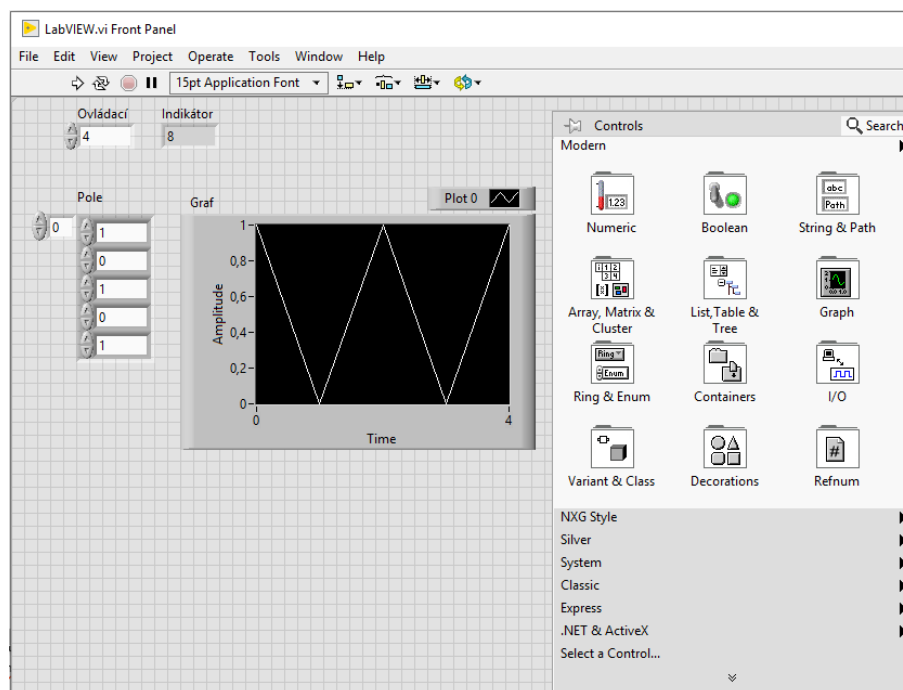 LabVIEW.vi Front Panel
File Edit View Project Operate Tools Window Help
15pt Application Font
Ovládací Indikátor
4 8
Controls Search
Modern
Pole
0
1
0
1
0
1
Graf Plot 0
Amplitude
1
0,8
0,6
0,4
0,2
0
0 4
Time
1.23 abc
Path
Numeric Boolean String & Path
Array, Matrix & Cluster
List, Table & Tree
Graph
Ring
Enum
Ring & Enum Containers I/O
#
Variant & Class Decorations Refnum
NXG Style
Silver
System
Classic
Express
.NET & ActiveX
Select a Control...